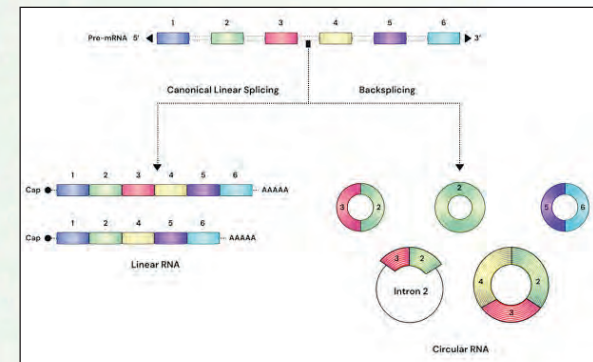 1 2 3 4 5 6
Pre-mRNA 5' 3'
Canonical Linear Splicing Backsplicing
1 2 3 4 5 6
Cap AAAAA
1 2 4 5 6
Cap AAAAA
Linear RNA
3 2
2
5 6
3 2
Intron 2
4 2
3
Circular RNA